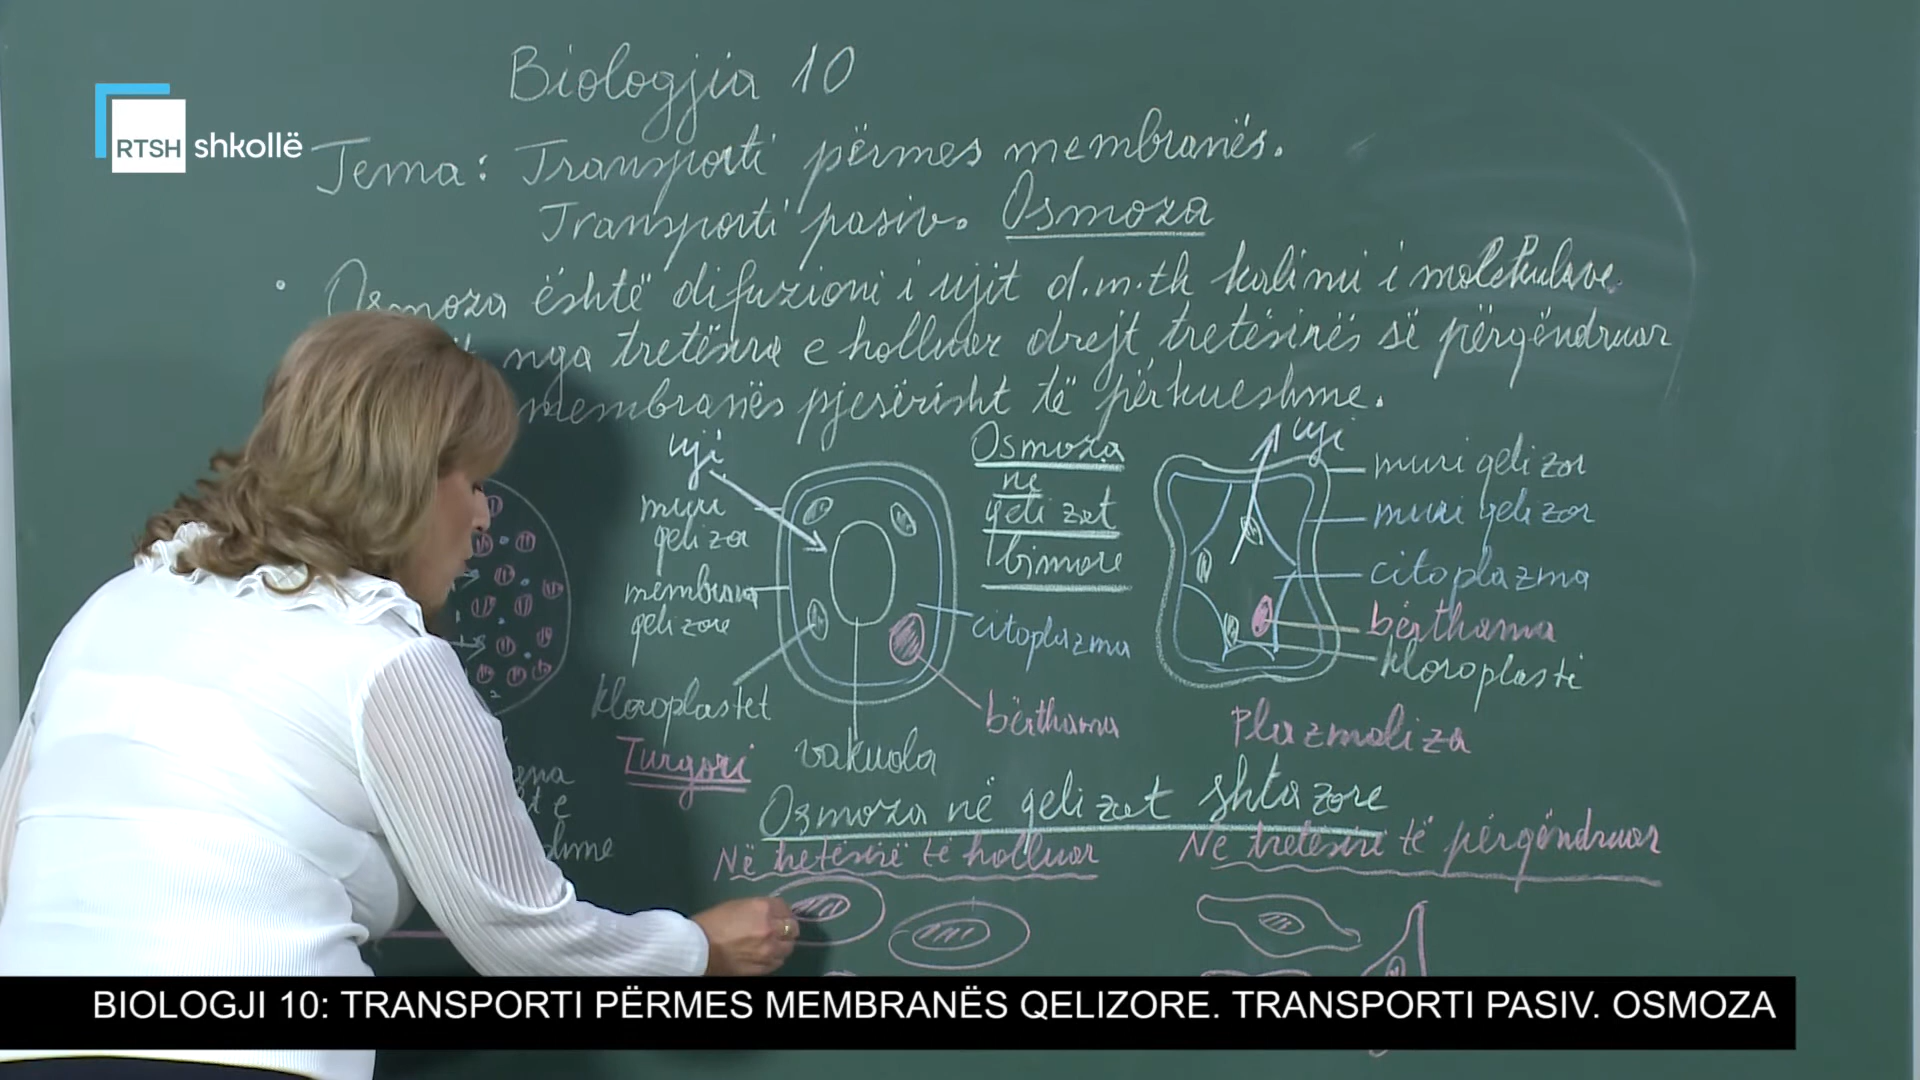 Biologjia 10
RTSH shkollë
Tema: Transporti përmes membranës.
Transporti pasiv. Osmoza
• Osmoza është difuzioni i ujit d.m.th kalimi i molekulave
nga tretësira e holluar drejt tretësirës së përqëndruar
membranës pjesërisht të përkueshme.
uji
muri
qelizor
membrana
qelizore
kloroplastet
Turgori
vakuola
bërthama
citoplazma
Osmoza
në
qelizat
bimore
uji
muri qelizor
muri qelizor
citoplazma
bërthama
kloroplasti
Plazmoliza
Osmoza në qelizat shtazore
Në tretësirë të holluar
Në tretësirë të përqëndruar
BIOLOGJI 10: TRANSPORTI PËRMES MEMBRANËS QELIZORE. TRANSPORTI PASIV. OSMOZA